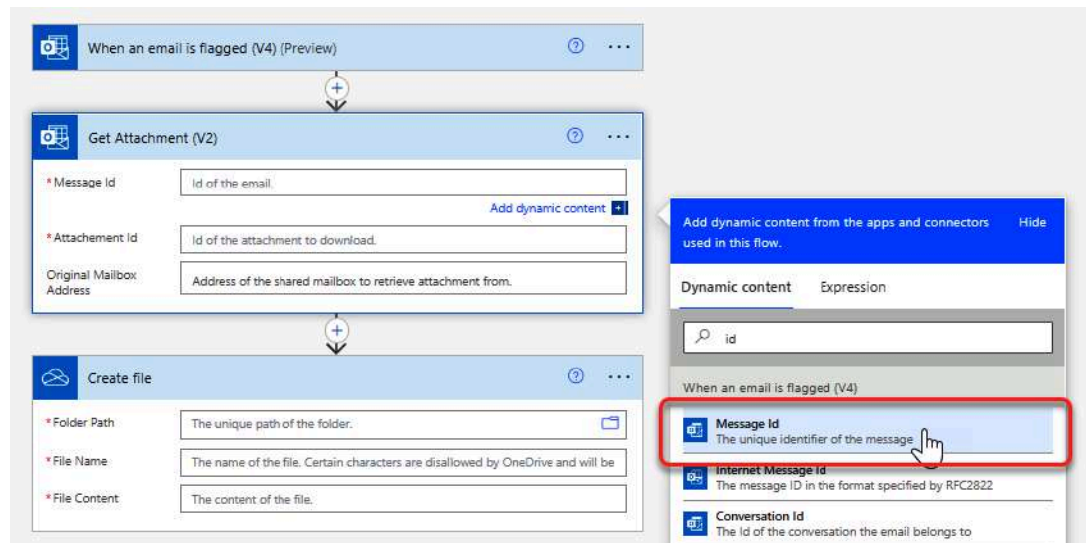 When an email is flagged (V4) (Preview)
Get Attachment (V2)
* Message Id
Id of the email.
Add dynamic content
* Attachement Id
Id of the attachment to download.
Original Mailbox
Address
Address of the shared mailbox to retrieve attachment from.
Create file
* Folder Path
The unique path of the folder.
* File Name
The name of the file. Certain characters are disallowed by OneDrive and will be
* File Content
The content of the file.
Add dynamic content from the apps and connectors
used in this flow.
Hide
Dynamic content
Expression
id
When an email is flagged (V4)
Message Id
The unique identifier of the message
Internet Message Id
The message ID in the format specified by RFC2822
Conversation Id
The Id of the conversation the email belongs to